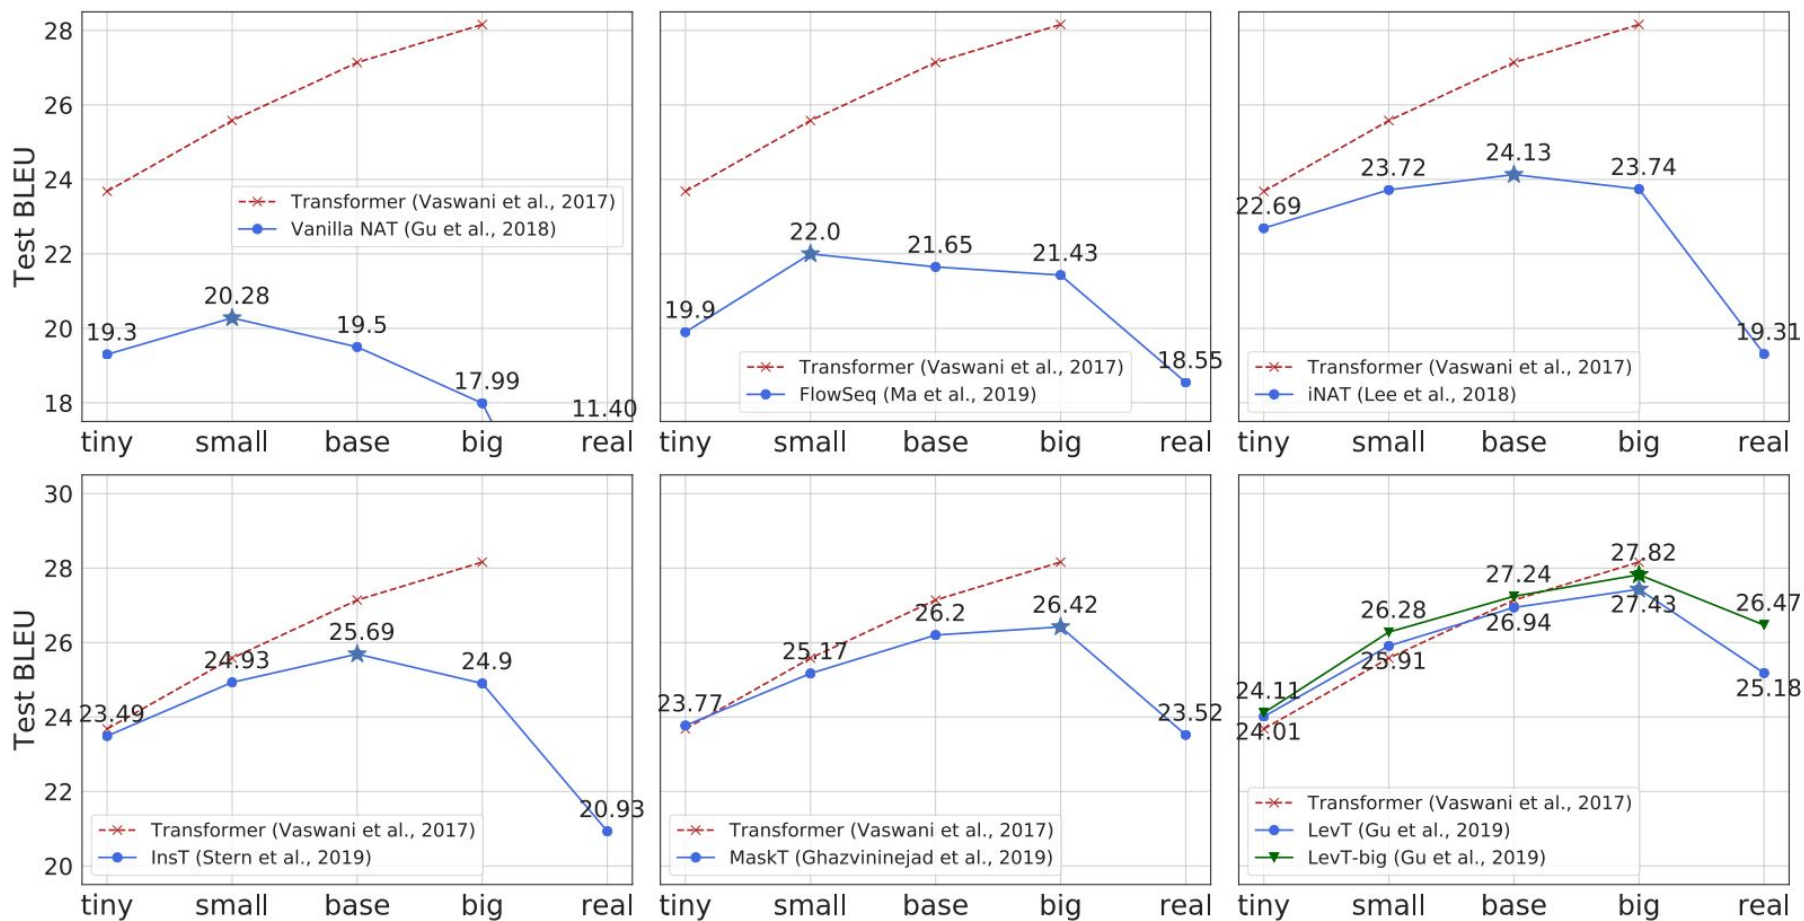 28
26
24
22
20
18
Test BLEU
19.3
20.28
19.5
17.99
11.40
Transformer (Vaswani et al., 2017)
Vanilla NAT (Gu et al., 2018)
tiny small base big real
19.9
22.0
21.65
21.43
18.55
Transformer (Vaswani et al., 2017)
FlowSeq (Ma et al., 2019)
tiny small base big real
22.69
23.72
24.13
23.74
19.31
Transformer (Vaswani et al., 2017)
iNAT (Lee et al., 2018)
tiny small base big real
30
28
26
24
22
20
Test BLEU
23.49
24.93
25.69
24.9
20.93
Transformer (Vaswani et al., 2017)
InsT (Stern et al., 2019)
tiny small base big real
23.77
25.17
26.2
26.42
23.52
Transformer (Vaswani et al., 2017)
MaskT (Ghazvininejad et al., 2019)
tiny small base big real
24.11
26.28
27.24
27.82
26.47
24.01
25.91
26.94
27.43
25.18
Transformer (Vaswani et al., 2017)
LevT (Gu et al., 2019)
LevT-big (Gu et al., 2019)
tiny small base big real